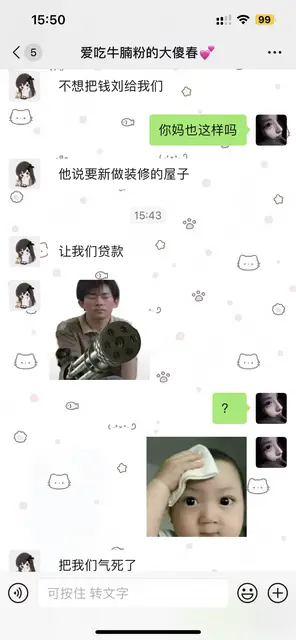 15:50
99
5
爱吃牛腩粉的大傻春💕
不想把钱刘给我们
你妈也这样吗
他说要新做装修的屋子
15:43
让我们贷款
？
把我们气死了
可按住 转文字